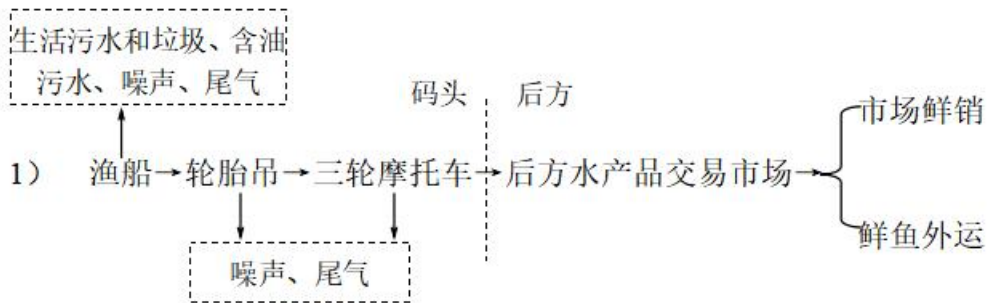 生活污水和垃圾、含油
污水、噪声、尾气
码头 后方
市场鲜销
1） 渔船 轮胎吊 三轮摩托车 后方水产品交易市场
鲜鱼外运
噪声、尾气